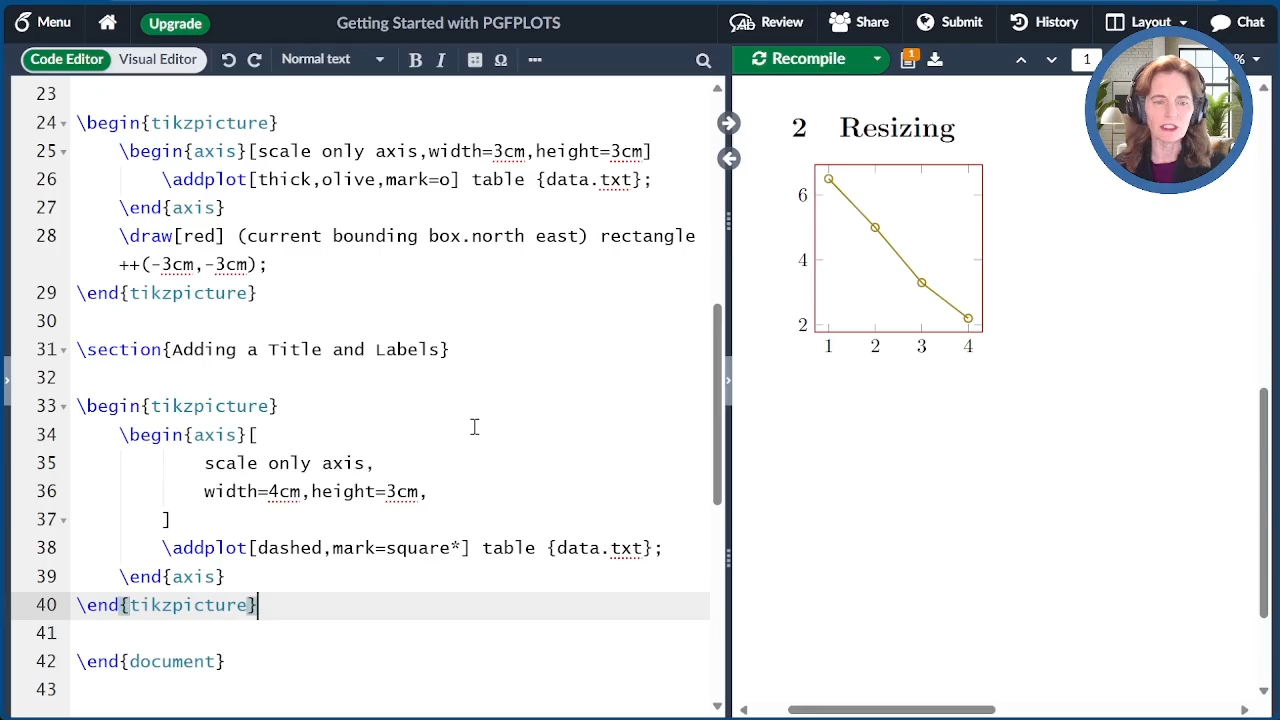 Menu
Upgrade
Getting Started with PGFPLOTS
Review
Share
Submit
History
Layout
Chat
Code Editor
Visual Editor
Normal text
B
I
Ω
Recompile
1
1
%
23
24 \begin{tikzpicture}
25 \begin{axis}[scale only axis,width=3cm,height=3cm]
26 \addplot[thick,olive,mark=o] table {data.txt};
27 \end{axis}
28 \draw[red] (current bounding box.north east) rectangle
++(-3cm,-3cm);
29 \end{tikzpicture}
30
31 \section{Adding a Title and Labels}
32
33 \begin{tikzpicture}
34 \begin{axis}[
35 scale only axis,
36 width=4cm,height=3cm,
37 ]
38 \addplot[dashed,mark=square*] table {data.txt};
39 \end{axis}
40 \end{tikzpicture}
41
42 \end{document}
43
2 Resizing
6
4
2
1 2 3 4